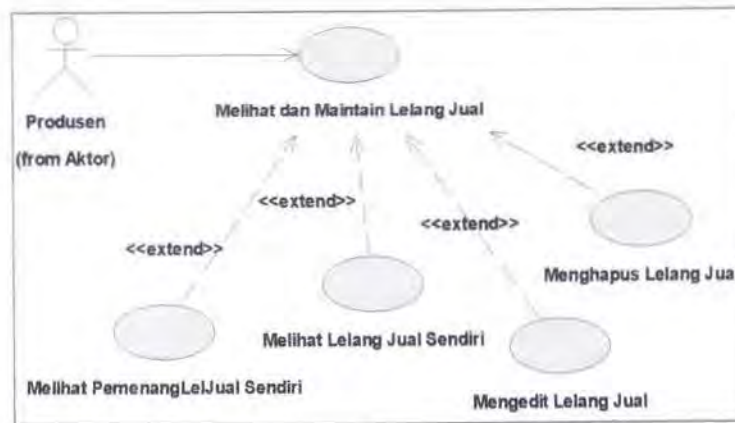 Produsen
(from Aktor)
Melihat dan Maintain Lelang Jual
<<extend>>
<<extend>>
<<extend>>
<<extend>>
Menghapus Lelang Jual
Melihat Lelang Jual Sendiri
Melihat PemenangLelJual Sendiri
Mengedit Lelang Jual